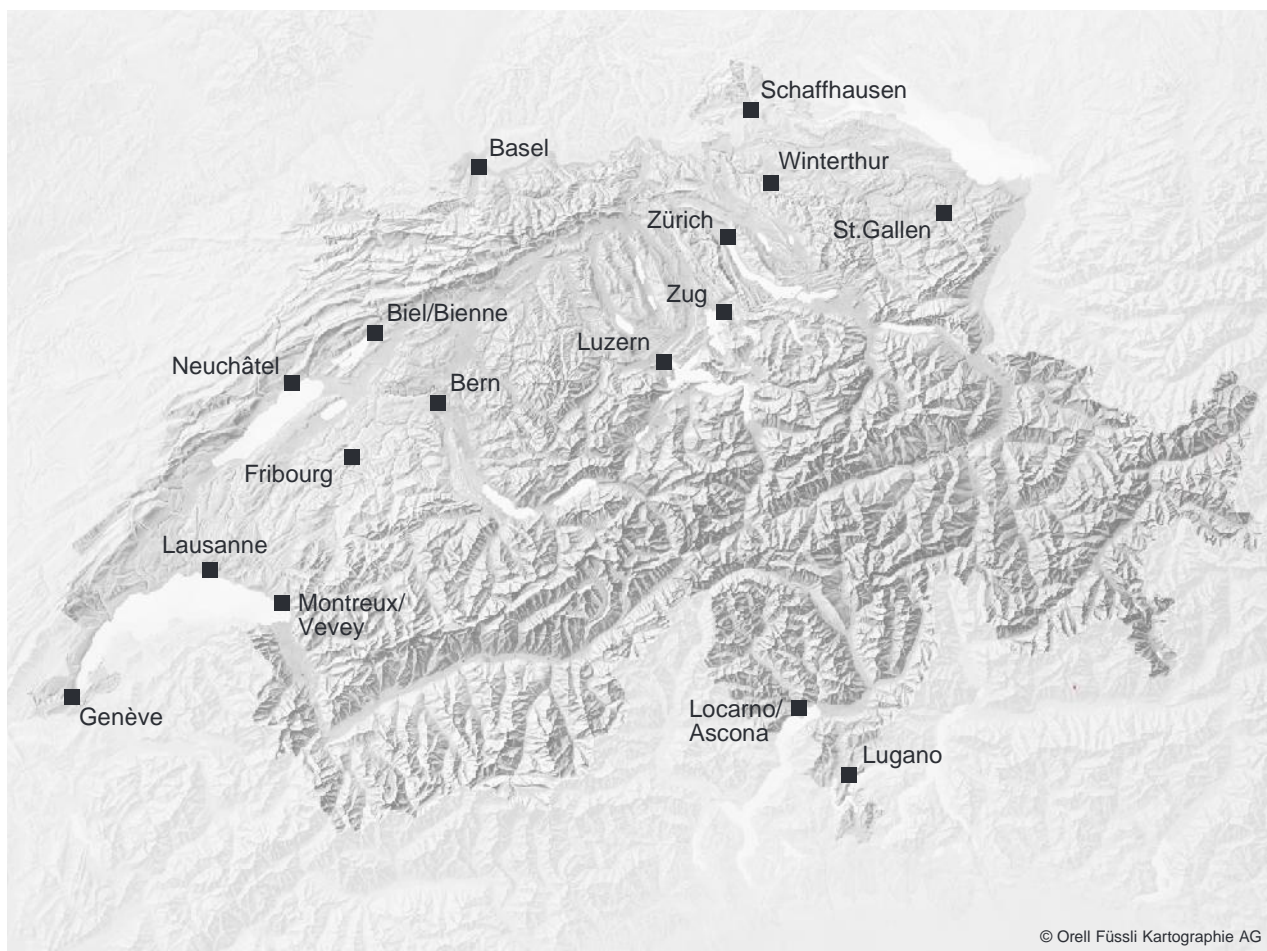 Schaffhausen
Basel
Winterthur
Zürich
St.Gallen
Zug
Biel/Bienne
Luzern
Neuchâtel
Bern
Fribourg
Lausanne
Montreux/
Vevey
Genève
Locarno/
Ascona
Lugano
© Orell Füssli Kartographie AG